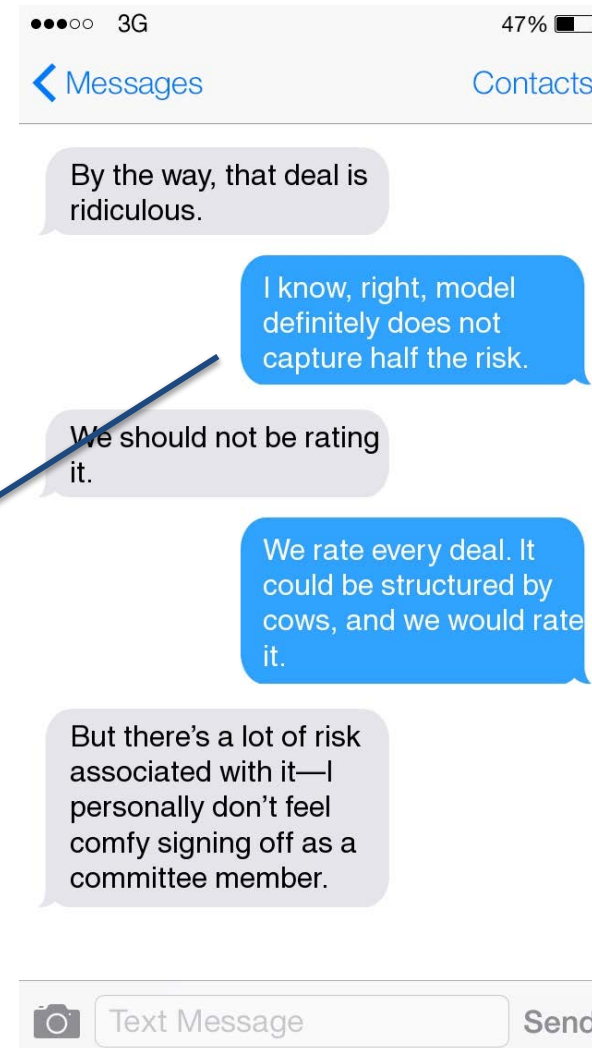 3G 47%
Messages Contacts
By the way, that deal is
ridiculous.
I know, right, model
definitely does not
capture half the risk.
We should not be rating
it.
We rate every deal. It
could be structured by
cows, and we would rate
it.
But there’s a lot of risk
associated with it—I
personally don’t feel
comfy signing off as a
committee member.
Text Message Send